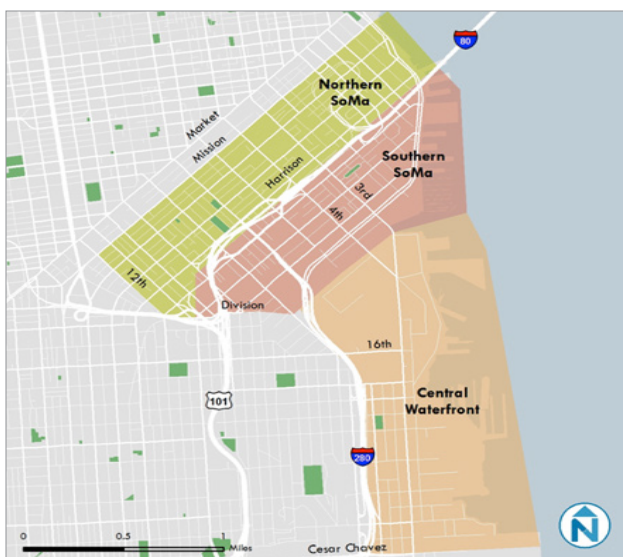 80
Northern
SoMa
Market
Mission
Southern
SoMa
Harrison
3rd
4th
12th
Division
16th
Central
Waterfront
101
280
0 0.5 1
Miles
Cesar Chavez
N